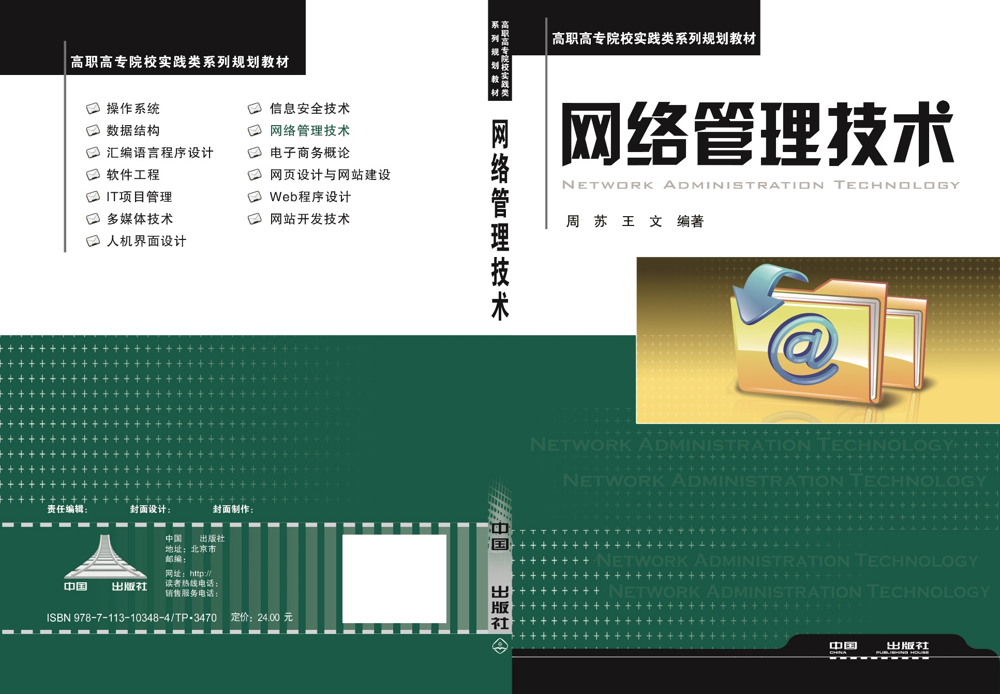 高职高专院校实践类系列规划教材
操作系统
数据结构
汇编语言程序设计
软件工程
IT项目管理
多媒体技术
人机界面设计
信息安全技术
网络管理技术
电子商务概论
网页设计与网站建设
Web程序设计
网站开发技术
责任编辑：
封面设计：
封面制作：
中国 出版社
中国 出版社
地址：北京市
邮编：
网址：http://
读者热线电话：
销售服务电话：
ISBN 978-7-113-10348-4/TP·3470 定价：24.00 元
高职高专院校实践类
系列规划教材
网络管理技术
中国 出版社
高职高专院校实践类系列规划教材
网络管理技术
NETWORK ADMINISTRATION TECHNOLOGY
周 苏 王 文 编著
@
NETWORK ADMINISTRATION TECHNOLOGY
NETWORK ADMINISTRATION TECHNOLOGY
NETWORK ADMINISTRATION TECHNOLOGY
NETWORK ADMINISTRATION TECHNOLOGY
中国 出版社
CHINA PUBLISHING HOUSE